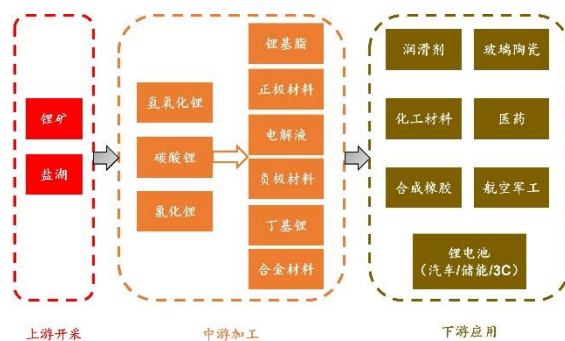 锂矿
盐湖
氢氧化锂
碳酸锂
氯化锂
锂基脂
正极材料
电解液
负极材料
丁基锂
合金材料
润滑剂
玻璃陶瓷
化工材料
医药
合成橡胶
航空军工
锂电池
（汽车/储能/3C）
上游开采
中游加工
下游应用